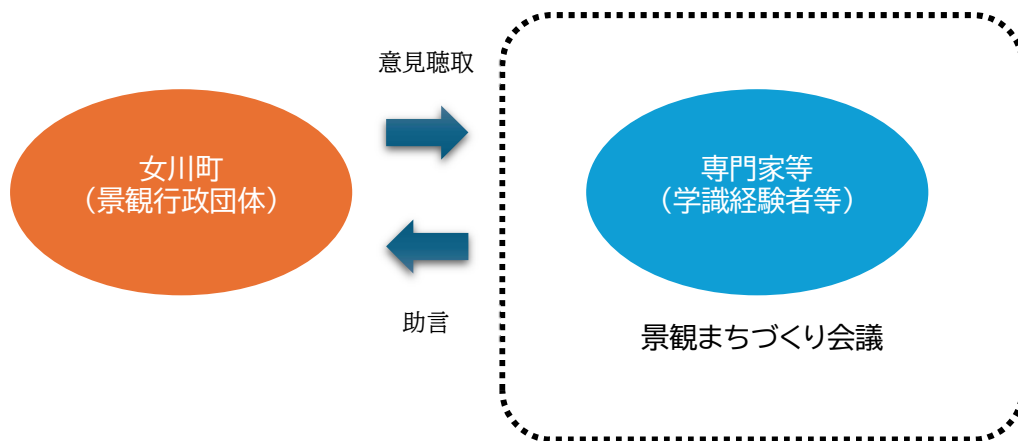 意見聴取
女川町
（景観行政団体）
専門家等
（学識経験者等）
助言
景観まちづくり会議